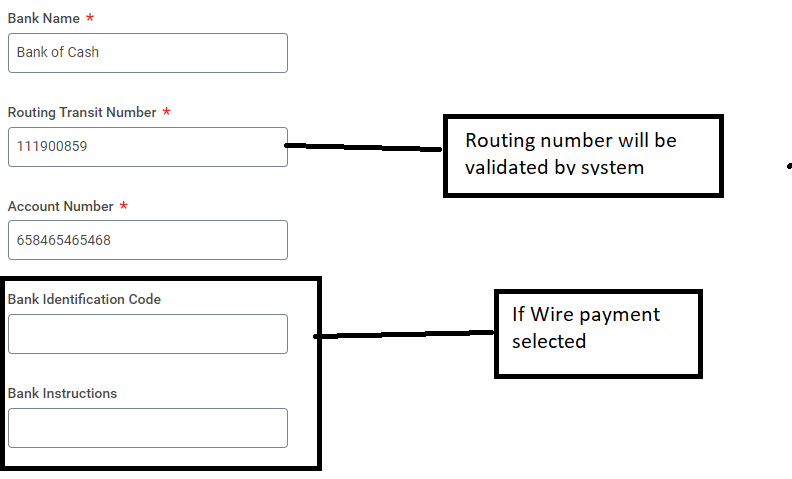 Bank Name *
Bank of Cash
Routing Transit Number *
111900859
Routing number will be
validated by system
Account Number *
658465465468
Bank Identification Code
If Wire payment
selected
Bank Instructions